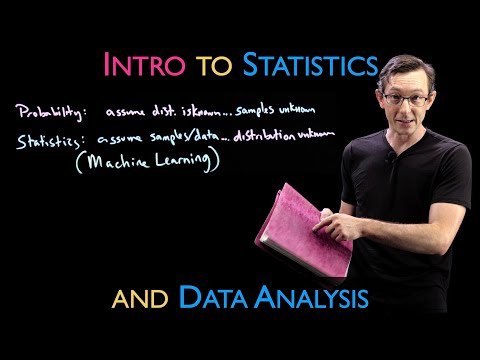 INTRO TO STATISTICS
Probability: assume dist. is known... samples unknown
Statistics: assume samples/data... distribution unknown
(Machine Learning)
AND DATA ANALYSIS